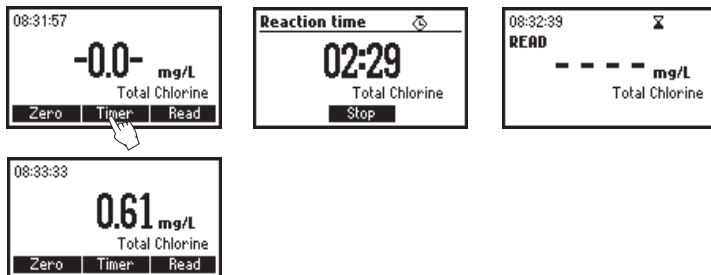 08:31:57
-0.0- mg/L
Total Chlorine
Zero Timer Read
Reaction time
02:29
Total Chlorine
Stop
08:32:39
READ
- - - - mg/L
Total Chlorine
08:33:33
0.61 mg/L
Total Chlorine
Zero Timer Read